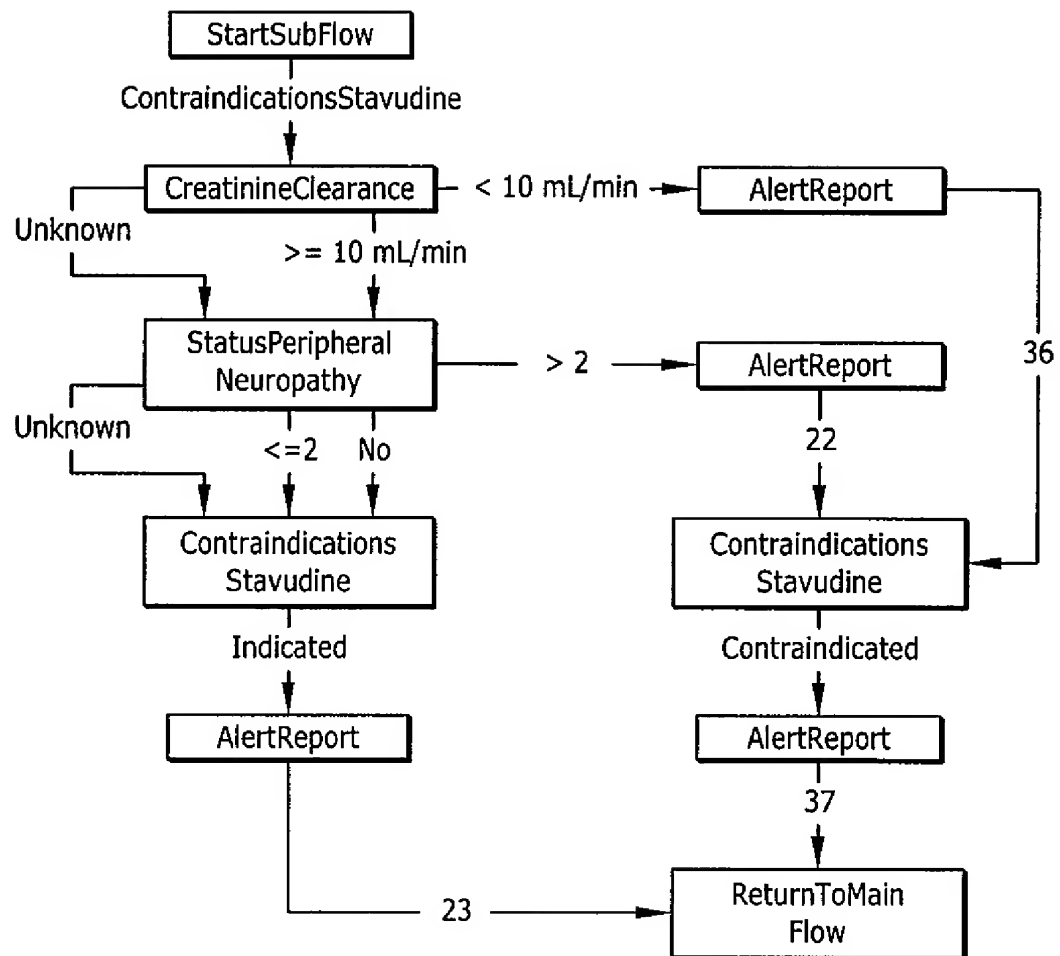 StartSubFlow
ContraindicationsStavudine
CreatinineClearance
< 10 mL/min
AlertReport
Unknown
>= 10 mL/min
StatusPeripheral
Neuropathy
> 2
AlertReport
36
Unknown
<=2
No
22
Contraindications
Stavudine
Contraindications
Stavudine
Indicated
Contraindicated
AlertReport
AlertReport
37
23
ReturnToMain
Flow